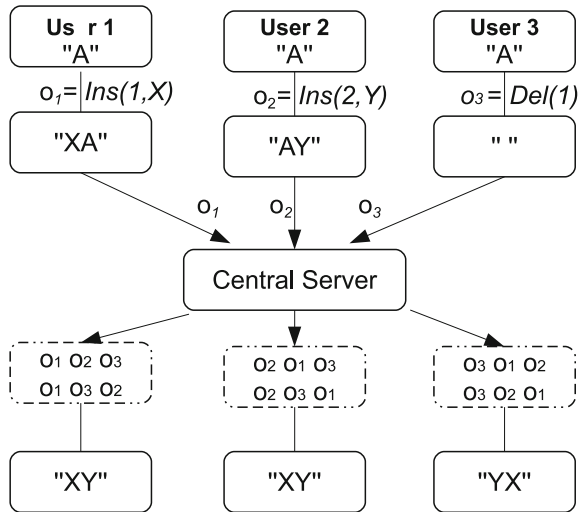 Us r 1 User 2 User 3
"A" "A" "A"
o1= Ins(1,X) o2= Ins(2,Y) o3= Del(1)
"XA" "AY" " "
o1 o2 o3
Central Server
o1 o2 o3 o2 o1 o3 o3 o1 o2
o1 o3 o2 o2 o3 o1 o3 o2 o1
"XY" "XY" "YX"